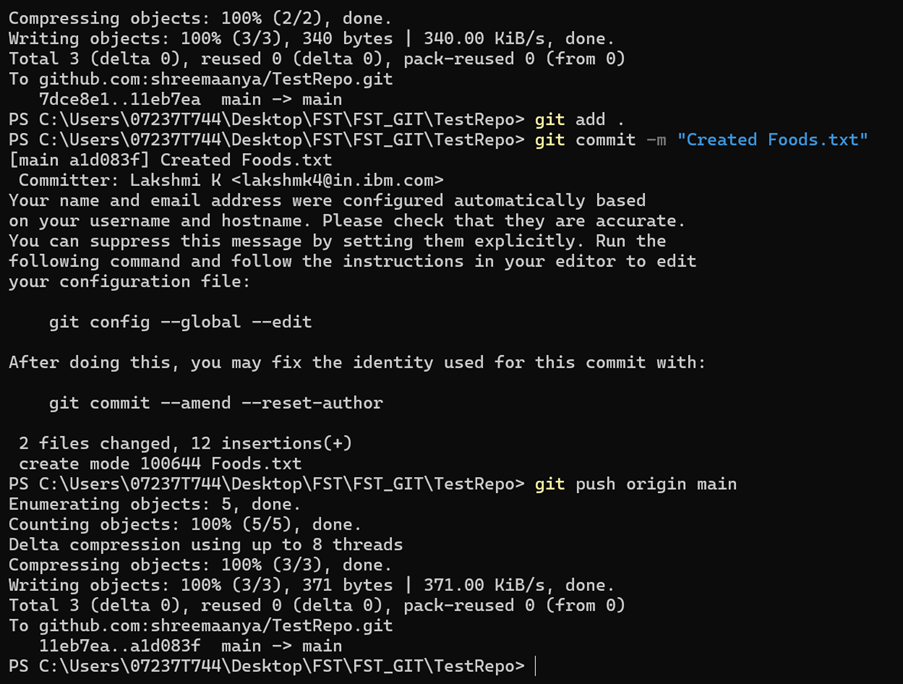 Compressing objects: 100% (2/2), done.
Writing objects: 100% (3/3), 340 bytes | 340.00 KiB/s, done.
Total 3 (delta 0), reused 0 (delta 0), pack-reused 0 (from 0)
To github.com:shreemaanya/TestRepo.git
   7dce8e1..11eb7ea  main -> main
PS C:\Users\07237T744\Desktop\FST\FST_GIT\TestRepo> git add .
PS C:\Users\07237T744\Desktop\FST\FST_GIT\TestRepo> git commit -m "Created Foods.txt"
[main a1d083f] Created Foods.txt
 Committer: Lakshmi K <lakshmk4@in.ibm.com>
Your name and email address were configured automatically based
on your username and hostname. Please check that they are accurate.
You can suppress this message by setting them explicitly. Run the
following command and follow the instructions in your editor to edit
your configuration file:

    git config --global --edit

After doing this, you may fix the identity used for this commit with:

    git commit --amend --reset-author

 2 files changed, 12 insertions(+)
 create mode 100644 Foods.txt
PS C:\Users\07237T744\Desktop\FST\FST_GIT\TestRepo> git push origin main
Enumerating objects: 5, done.
Counting objects: 100% (5/5), done.
Delta compression using up to 8 threads
Compressing objects: 100% (3/3), done.
Writing objects: 100% (3/3), 371 bytes | 371.00 KiB/s, done.
Total 3 (delta 0), reused 0 (delta 0), pack-reused 0 (from 0)
To github.com:shreemaanya/TestRepo.git
   11eb7ea..a1d083f  main -> main
PS C:\Users\07237T744\Desktop\FST\FST_GIT\TestRepo>